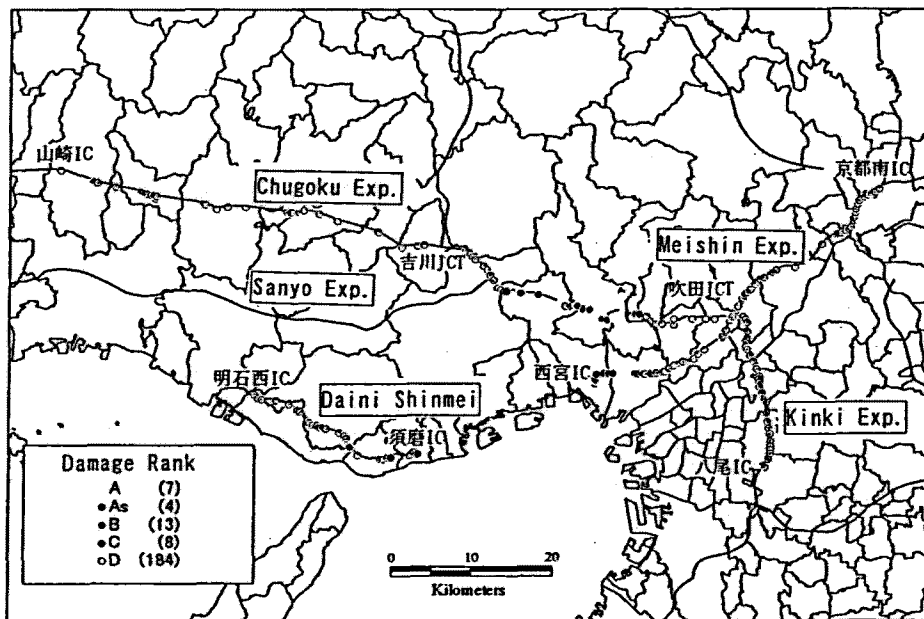 京都南IC
山崎IC
Chugoku Exp.
Meishin Exp.
吉川JCT
吹田JCT
Sanyo Exp.
西宮IC
明石西IC
Daini Shinmei
Kinki Exp.
須磨IC
八尾IC
Damage Rank
A (7)
●As (4)
●B (13)
●C (8)
○D (184)
0 10 20
Kilometers